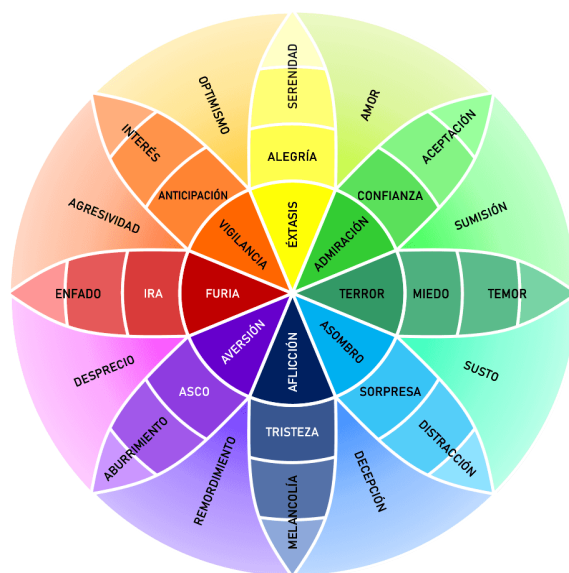 OPTIMISMO
SERENIDAD
AMOR
INTERÉS
ALEGRÍA
ACEPTACIÓN
ANTICIPACIÓN
CONFIANZA
AGRESIVIDAD
VIGILANCIA
ÉXTASIS
ADMIRACIÓN
SUMISIÓN
ENFADO
IRA
FURIA
TERROR
MIEDO
TEMOR
DESPRECIO
ASCO
AVERSIÓN
AFLICCIÓN
ASOMBRO
SORPRESA
SUSTO
ABURRIMIENTO
TRISTEZA
DISTRACCIÓN
REMORDIMIENTO
MELANCOLÍA
DECEPCIÓN